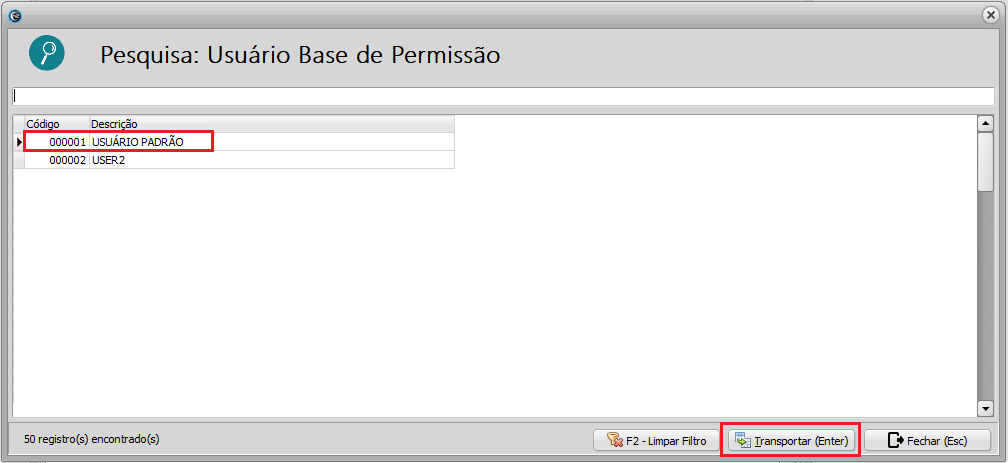 Pesquisa: Usuário Base de Permissão
Código Descrição
000001 USUÁRIO PADRÃO
000002 USER2
50 registro(s) encontrado(s)
F2 - Limpar Filtro
Transportar (Enter)
Fechar (Esc)